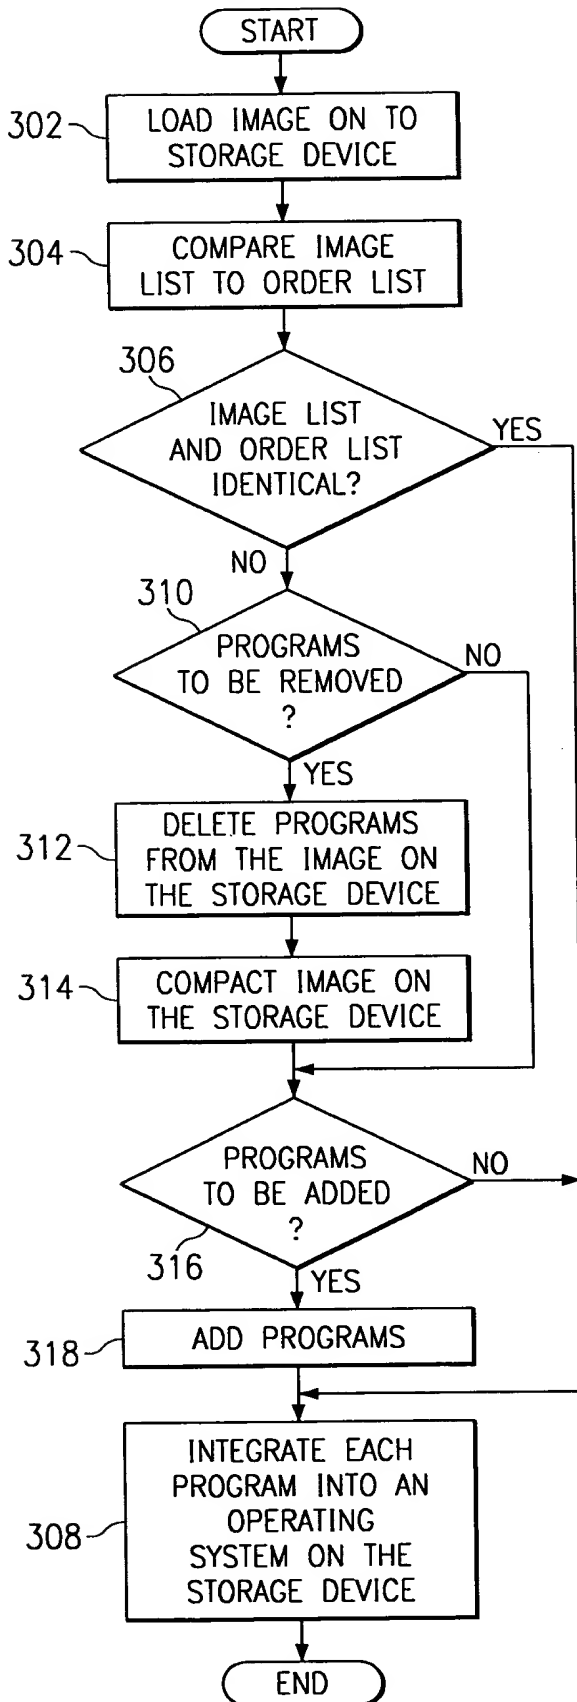 START
302
LOAD IMAGE ON TO
STORAGE DEVICE
304
COMPARE IMAGE
LIST TO ORDER LIST
306
IMAGE LIST
AND ORDER LIST
IDENTICAL?
YES
NO
310
PROGRAMS
TO BE REMOVED
?
NO
YES
312
DELETE PROGRAMS
FROM THE IMAGE ON
THE STORAGE DEVICE
314
COMPACT IMAGE ON
THE STORAGE DEVICE
PROGRAMS
TO BE ADDED
?
NO
316
YES
318
ADD PROGRAMS
308
INTEGRATE EACH
PROGRAM INTO AN
OPERATING
SYSTEM ON THE
STORAGE DEVICE
END